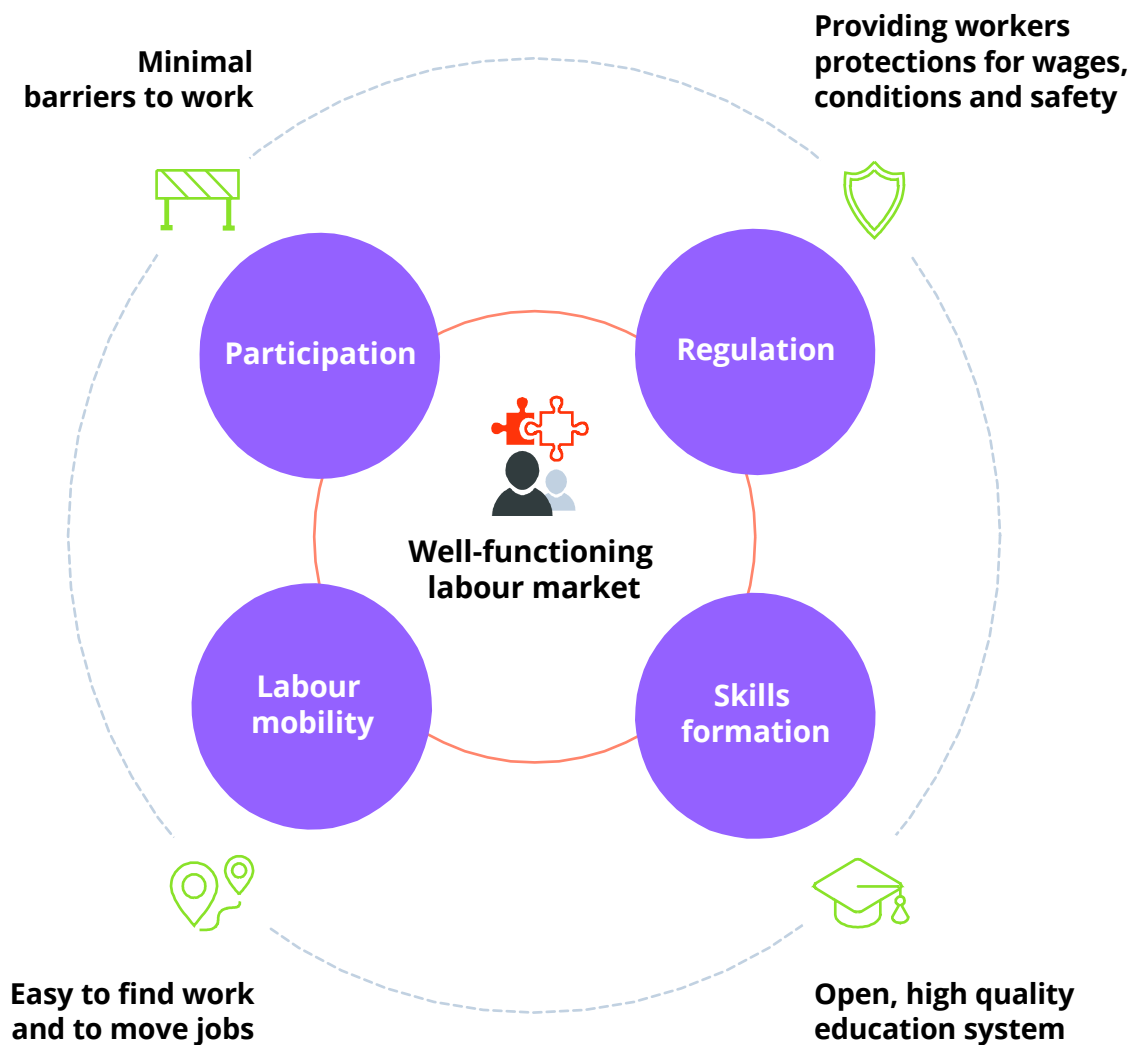 Minimal
barriers to work
Providing workers
protections for wages,
conditions and safety
Participation
Regulation
Well-functioning
labour market
Labour
mobility
Skills
formation
Easy to find work
and to move jobs
Open, high quality
education system